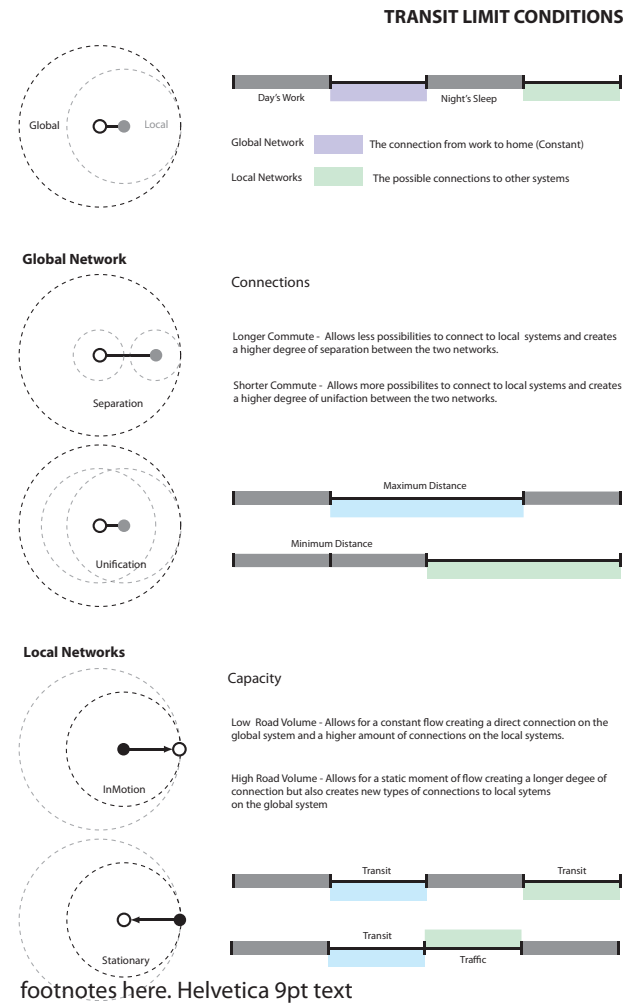 TRANSIT LIMIT CONDITIONS
Global
Local
Day's Work
Night's Sleep
Global Network
The connection from work to home (Constant)
Local Networks
The possible connections to other systems
Global Network
Separation
Connections
Longer Commute - Allows less possibilities to connect to local systems and creates
a higher degree of separation between the two networks.
Shorter Commute - Allows more possibilites to connect to local systems and creates
a higher degree of unifaction between the two networks.
Unification
Maximum Distance
Minimum Distance
Local Networks
InMotion
Capacity
Low Road Volume - Allows for a constant flow creating a direct connection on the
global system and a higher amount of connections on the local systems.
High Road Volume - Allows for a static moment of flow creating a longer degee of
connection but also creates new types of connections to local sytems
on the global system
Stationary
Transit
Transit
Transit
Traffic
footnotes here. Helvetica 9pt text